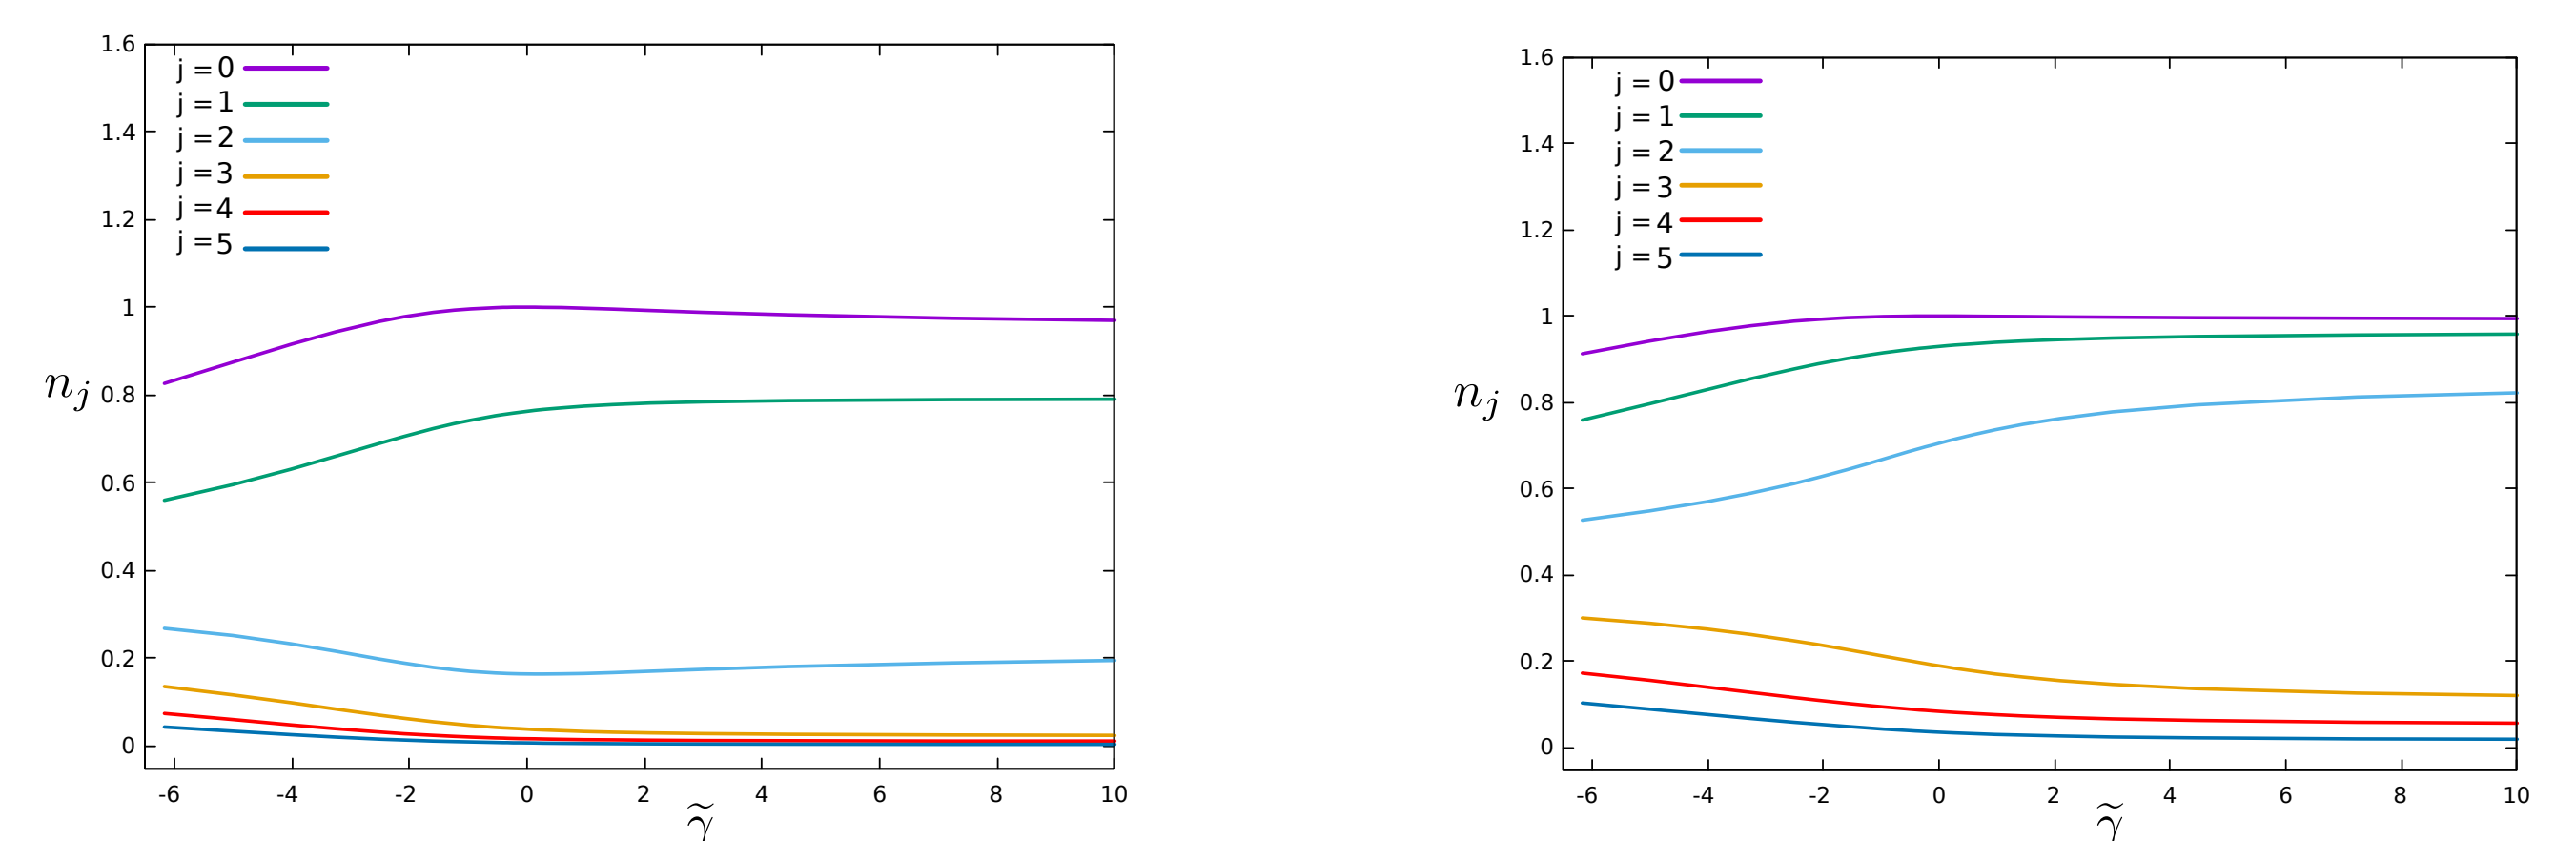 1.6
1.4
1.2
1
0.8
0.6
0.4
0.2
0
j = 0
j = 1
j = 2
j = 3
j = 4
j = 5
n_j
-6 -4 -2 0 2 4 6 8 10
γ̃
1.6
1.4
1.2
1
0.8
0.6
0.4
0.2
0
j = 0
j = 1
j = 2
j = 3
j = 4
j = 5
n_j
-6 -4 -2 0 2 4 6 8 10
γ̃